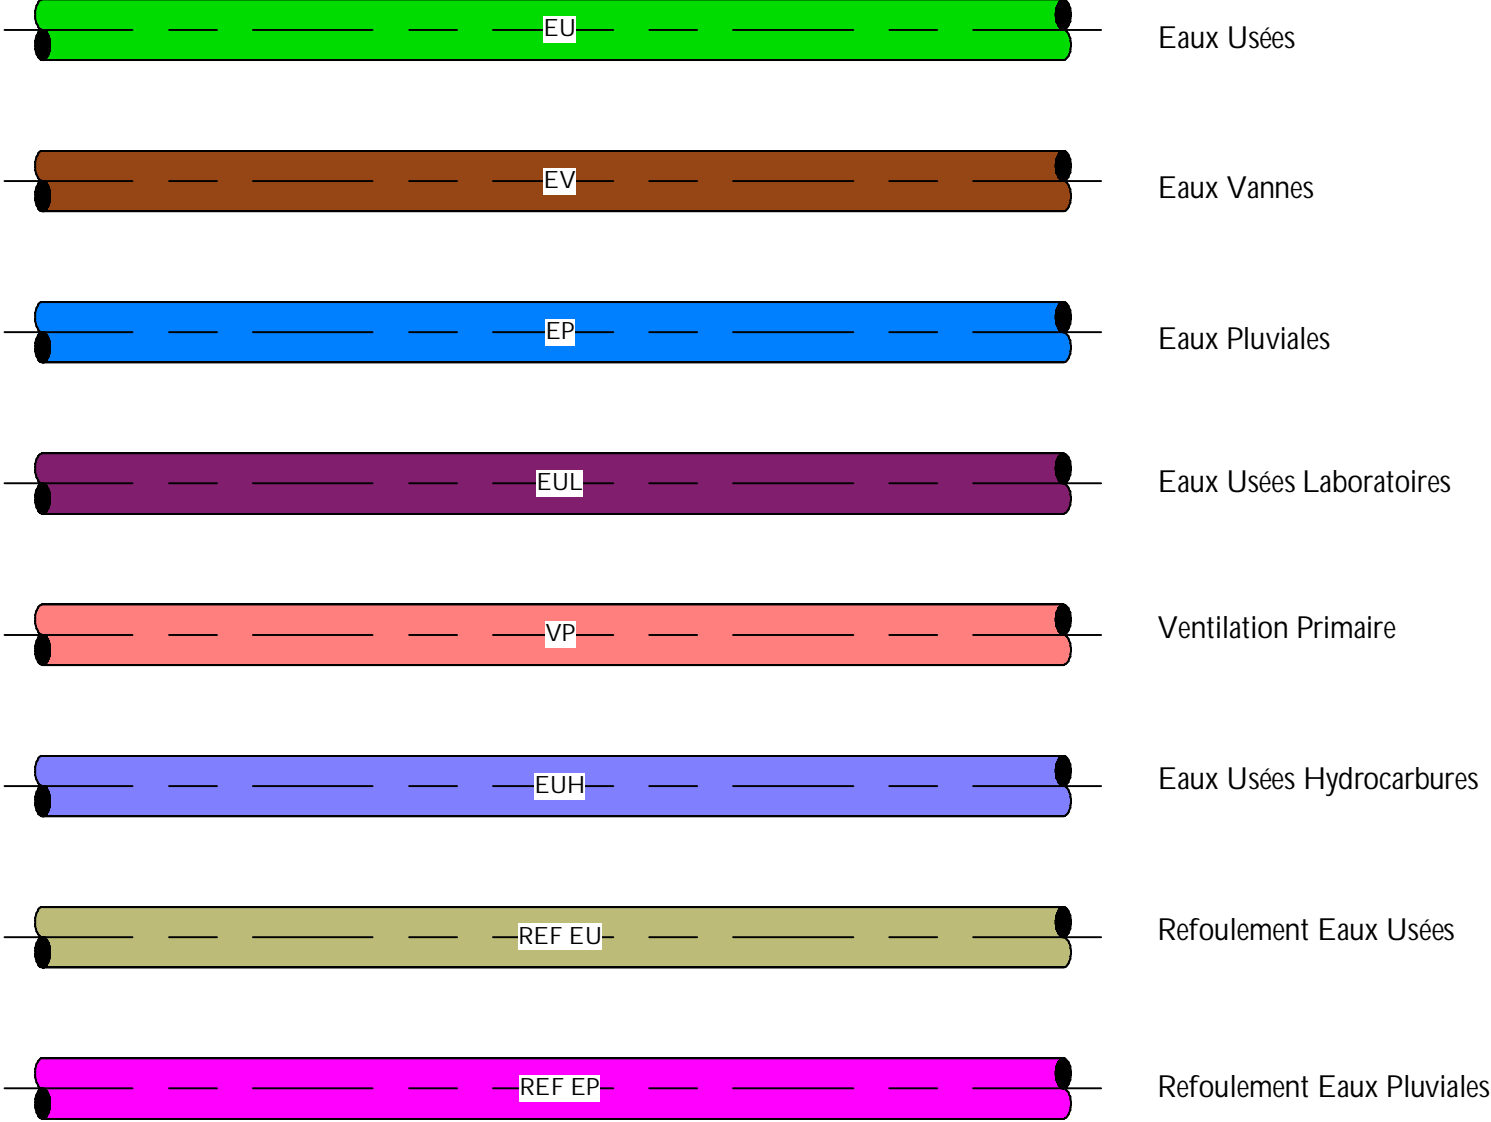 EU
Eaux Usées
EV
Eaux Vannes
EP
Eaux Pluviales
EUL
Eaux Usées Laboratoires
VP
Ventilation Primaire
EUH
Eaux Usées Hydrocarbures
REF EU
Refoulement Eaux Usées
REF EP
Refoulement Eaux Pluviales